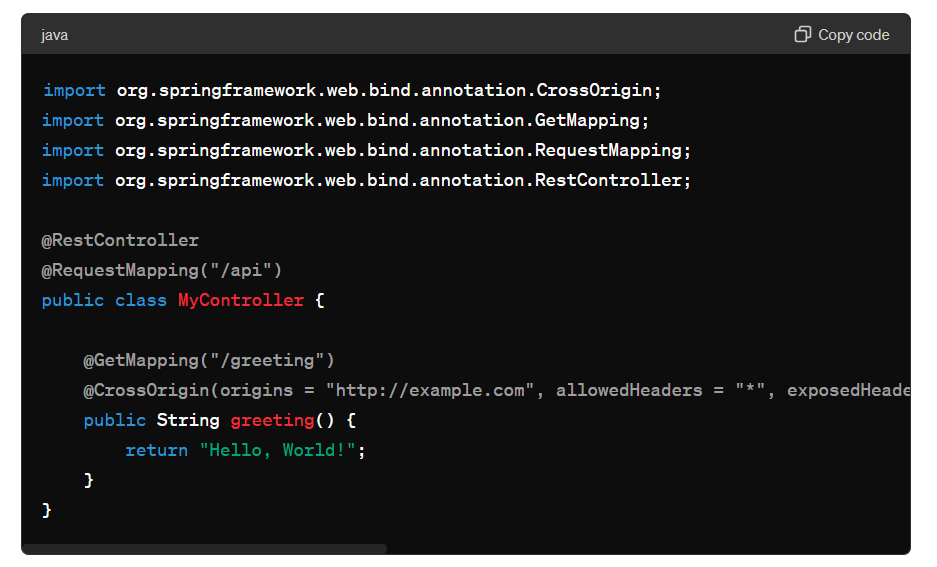 java
Copy code
import org.springframework.web.bind.annotation.CrossOrigin;
import org.springframework.web.bind.annotation.GetMapping;
import org.springframework.web.bind.annotation.RequestMapping;
import org.springframework.web.bind.annotation.RestController;
@RestController
@RequestMapping("/api")
public class MyController {
@GetMapping("/greeting")
@CrossOrigin(origins = "http://example.com", allowedHeaders = "*", exposedHeade
public String greeting() {
return "Hello, World!";
}
}